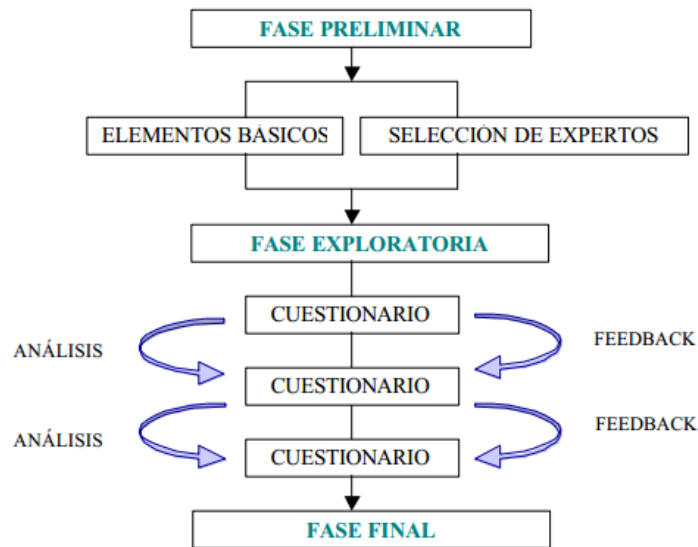 FASE PRELIMINAR
ELEMENTOS BÁSICOS
SELECCIÓN DE EXPERTOS
FASE EXPLORATORIA
CUESTIONARIO
ANÁLISIS
FEEDBACK
CUESTIONARIO
ANÁLISIS
FEEDBACK
CUESTIONARIO
FASE FINAL